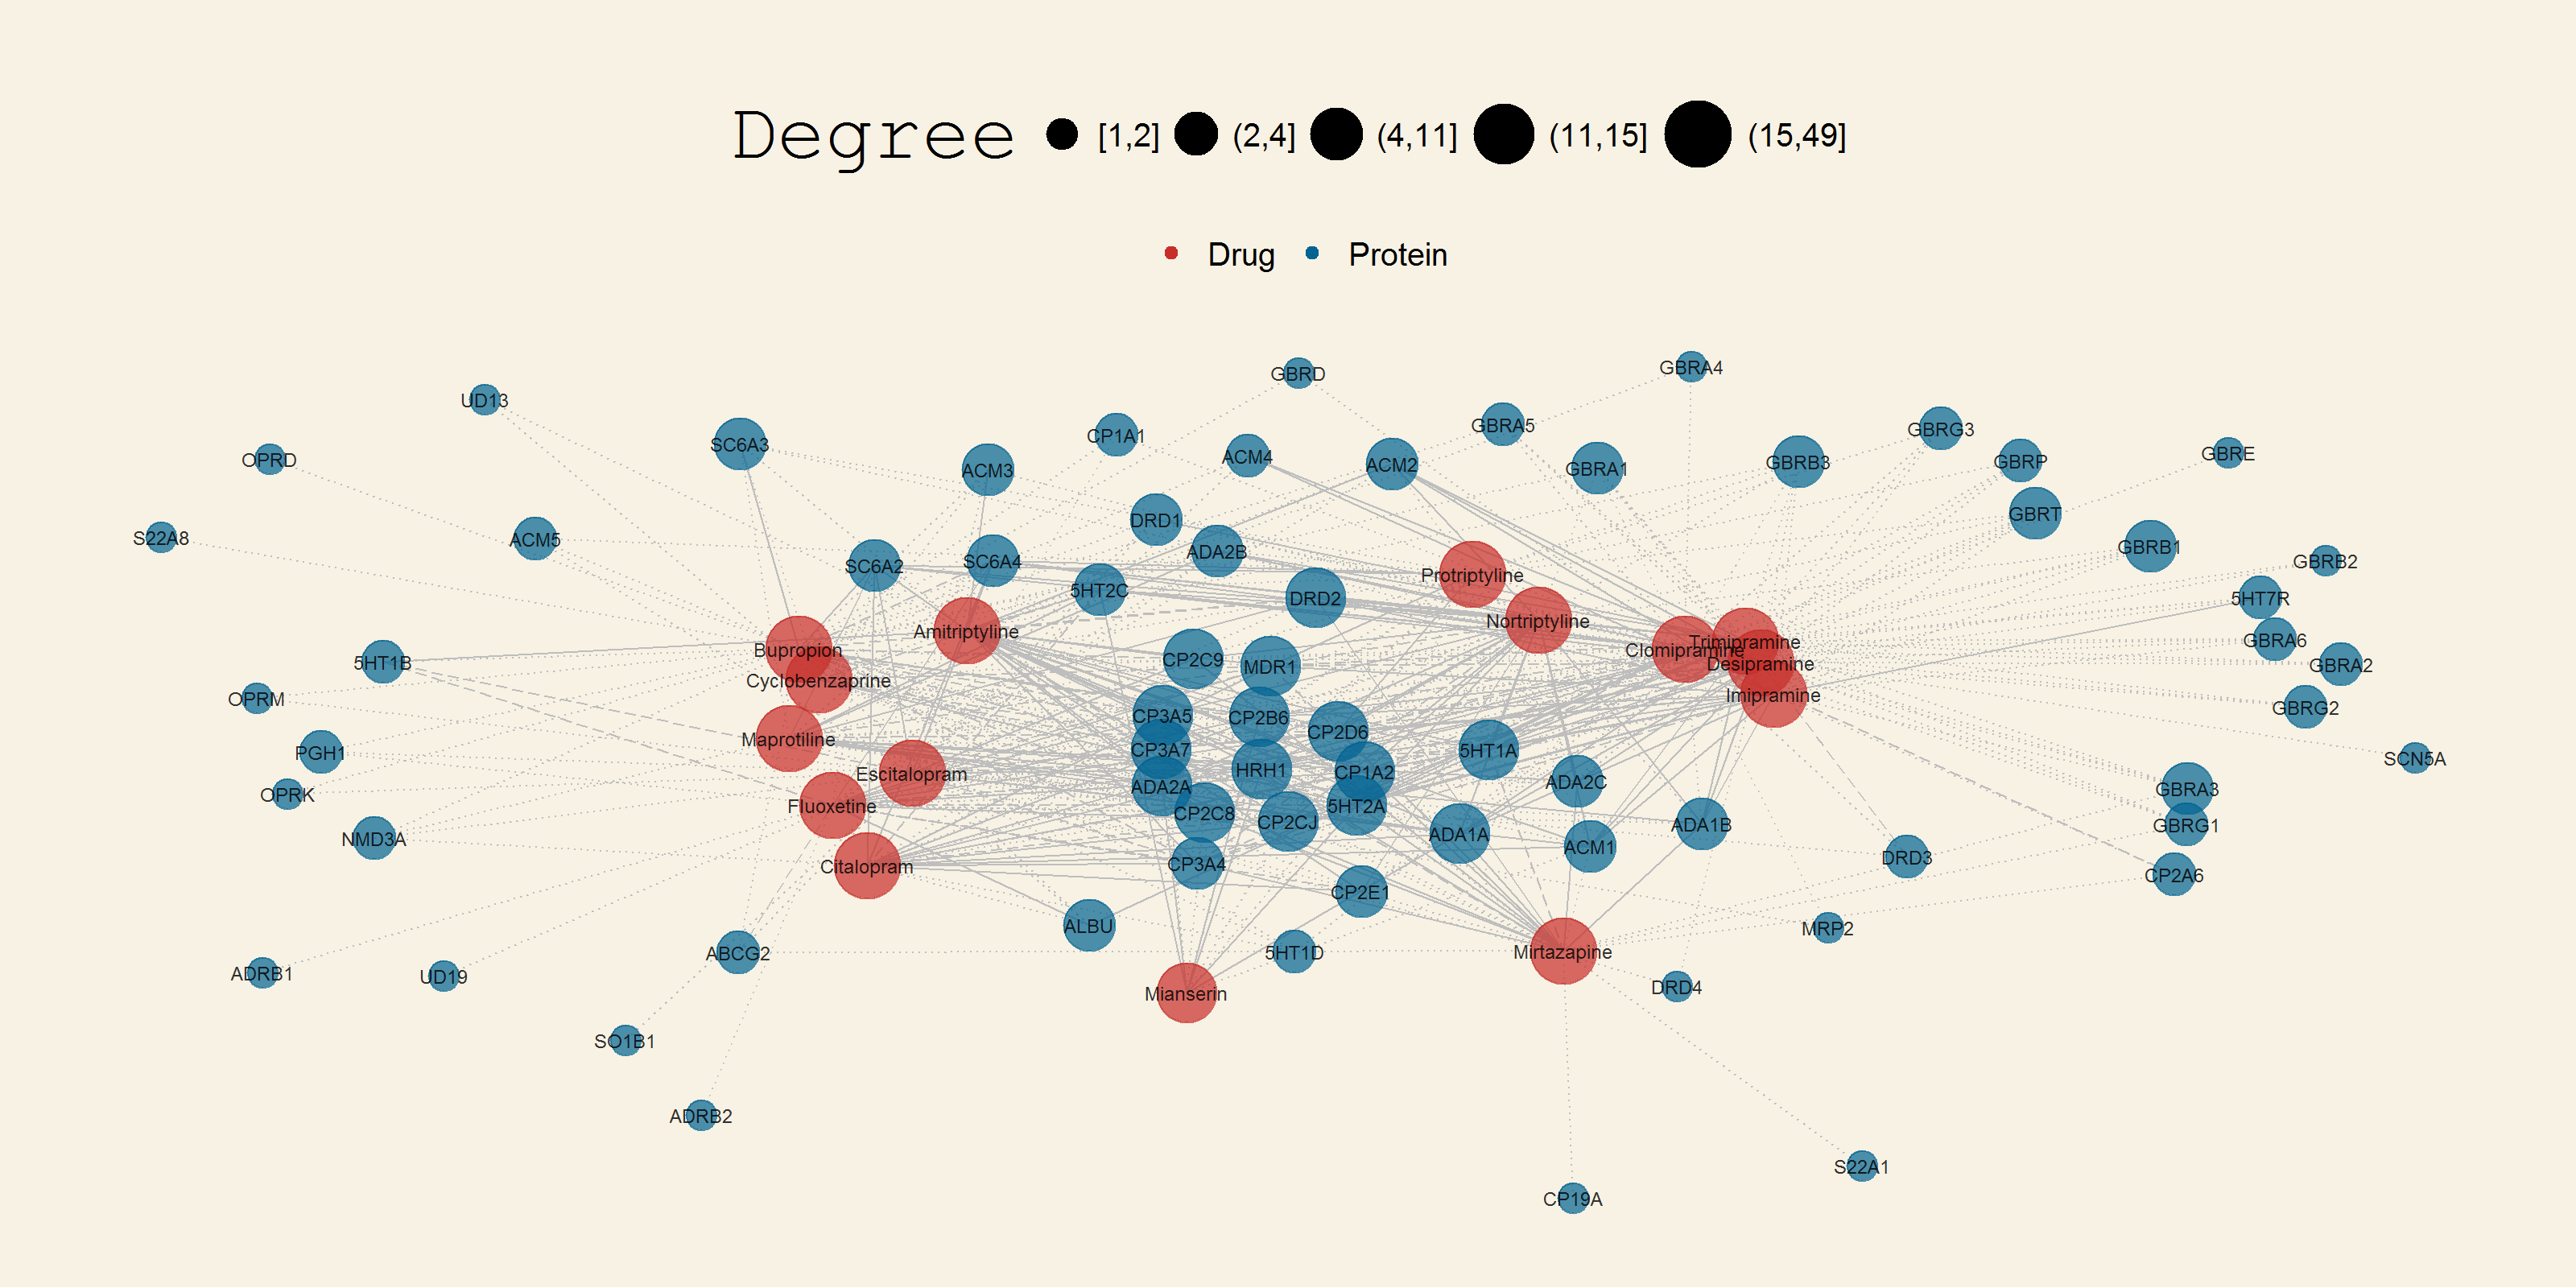 Degree [1,2] (2,4] (4,11] (11,15] (15,49]
Drug Protein
GBRA4
GBRD
UD13
GBRA5
GBRG3
CP1A1
SC6A3
GBRE
ACM4
OPRD
GBRP
GBRB3
ACM2
GBRA1
ACM3
GBRT
DRD1
S22A8
ACM5
GBRB1
ADA2B
SC6A4
GBRB2
SC6A2
Protriptyline
5HT2C
DRD2
5HT7R
Nortriptyline
Amitriptyline
GBRA6
Trimipramine
Bupropion
Clomipramine
CP2C9
5HT1B
Desipramine
GBRA2
MDR1
Cyclobenzaprine
Imipramine
OPRM
GBRG2
CP3A5
CP2B6
CP2D6
Maprotiline
CP3A7
5HT1A
PGH1
SCN5A
HRH1
CP1A2
Escitalopram
ADA2C
ADA2A
GBRA3
OPRK
Fluoxetine
5HT2A
CP2C8
CP2CJ
ADA1B
GBRG1
ADA1A
NMD3A
ACM1
DRD3
CP3A4
Citalopram
CP2A6
CP2E1
ALBU
MRP2
ABCG2
5HT1D
Mirtazapine
ADRB1
UD19
DRD4
Mianserin
SO1B1
ADRB2
S22A1
CP19A